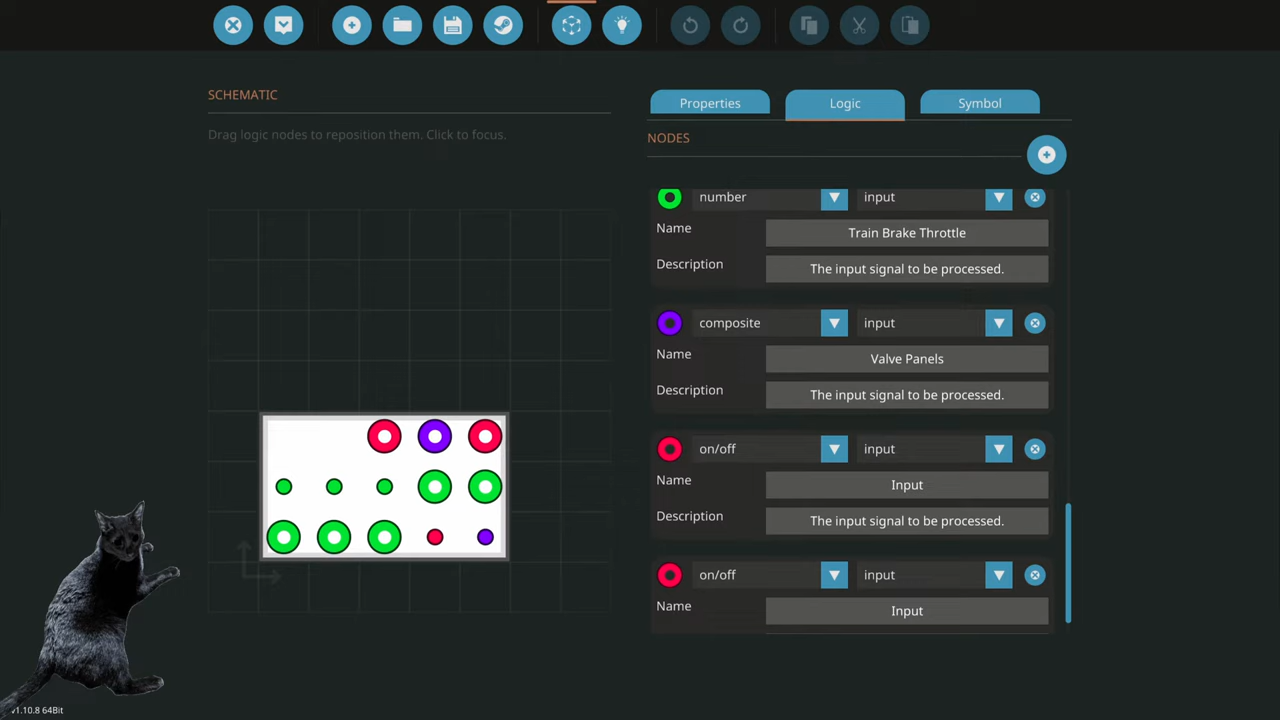 SCHEMATIC
Drag logic nodes to reposition them. Click to focus.
Properties
Logic
Symbol
NODES
number
input
Name
Train Brake Throttle
Description
The input signal to be processed.
composite
input
Name
Valve Panels
Description
The input signal to be processed.
on/off
input
Name
Input
Description
The input signal to be processed.
on/off
input
Name
Input
v1.10.8 64Bit